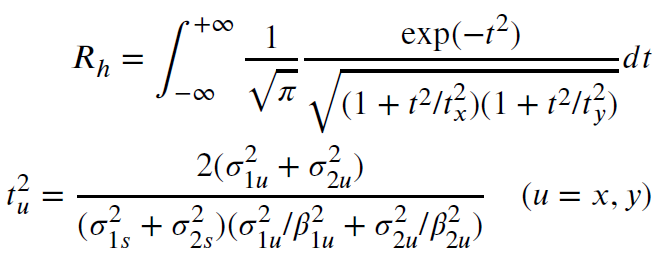 R_h = \int_{-\infty}^{+\infty} \frac{1}{\sqrt{\pi}} \frac{\exp(-t^2)}{\sqrt{(1 + t^2/t_x^2)(1 + t^2/t_y^2)}} dt
t_u^2 = \frac{2(\sigma_{1u}^2 + \sigma_{2u}^2)}{(\sigma_{1s}^2 + \sigma_{2s}^2)(\sigma_{1u}^2/\beta_{1u}^2 + \sigma_{2u}^2/\beta_{2u}^2)} \quad (u = x, y)